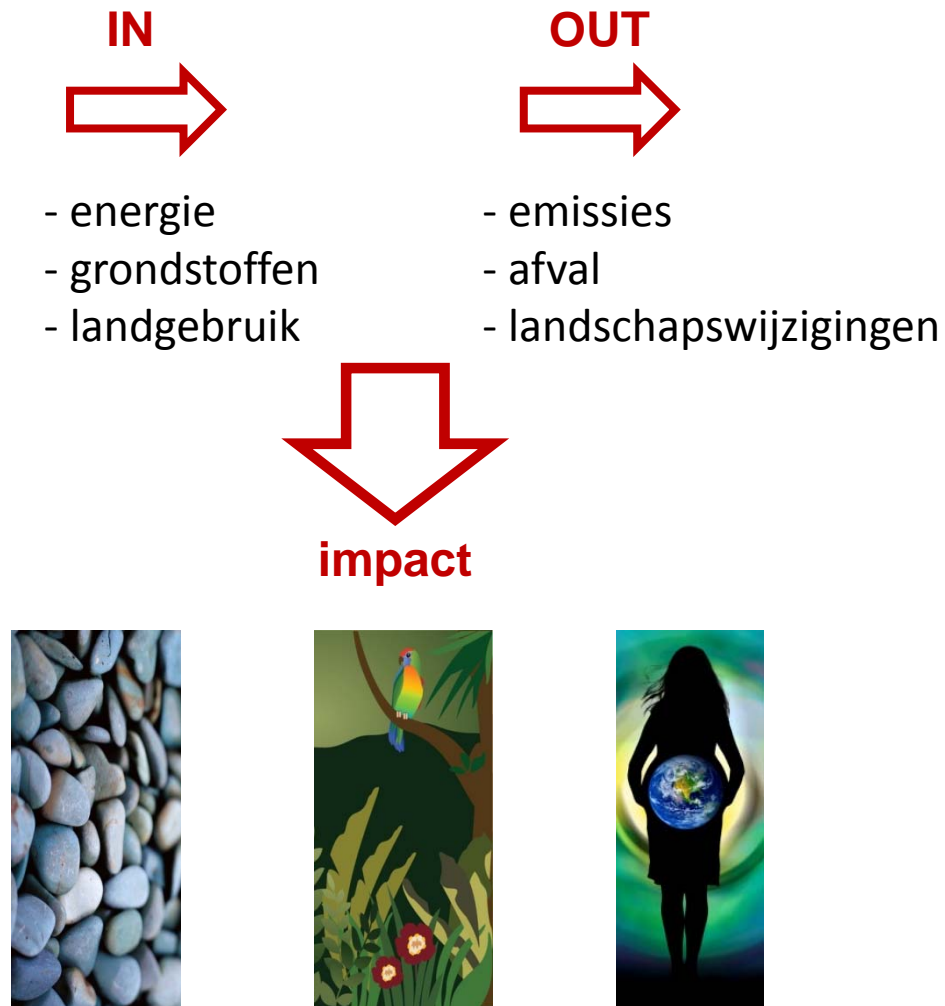 IN
OUT
- energie
- grondstoffen
- landgebruik
- emissies
- afval
- landschapswijzigingen
impact